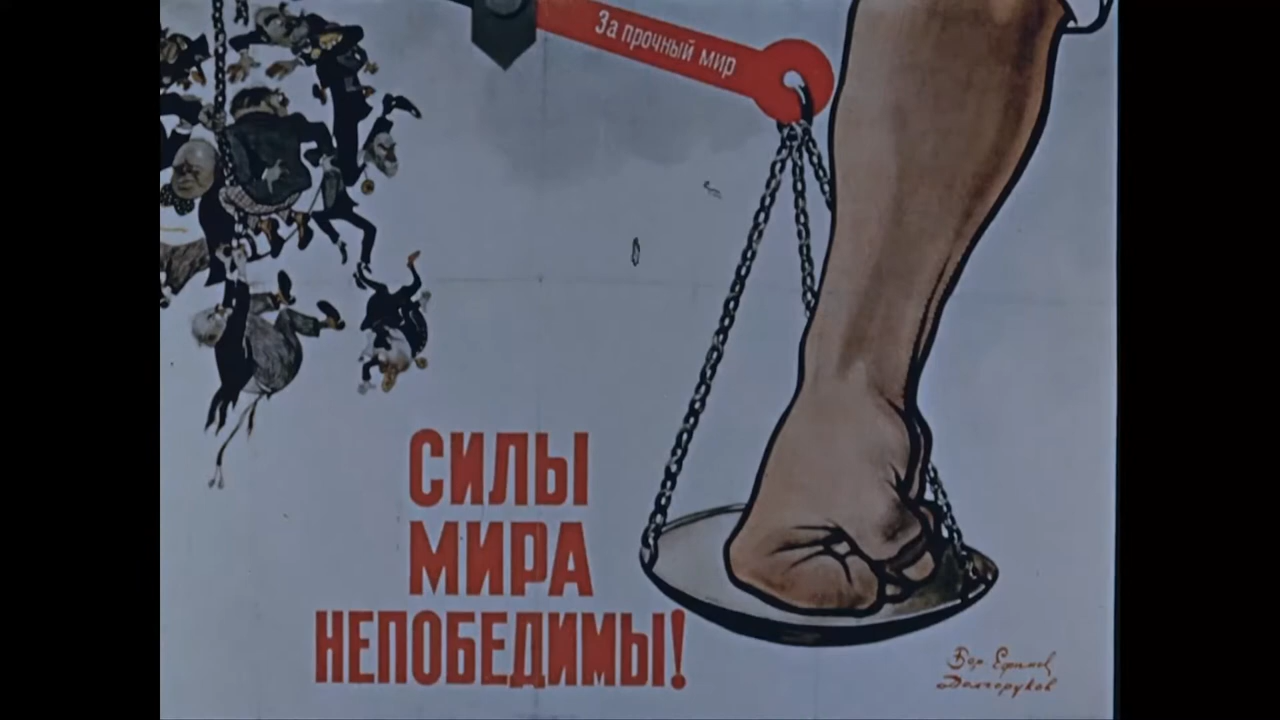 За прочный мир
СИЛЫ
МИРА
НЕПОБЕДИМЫ!
Бор. Ефимов
Долгоруков